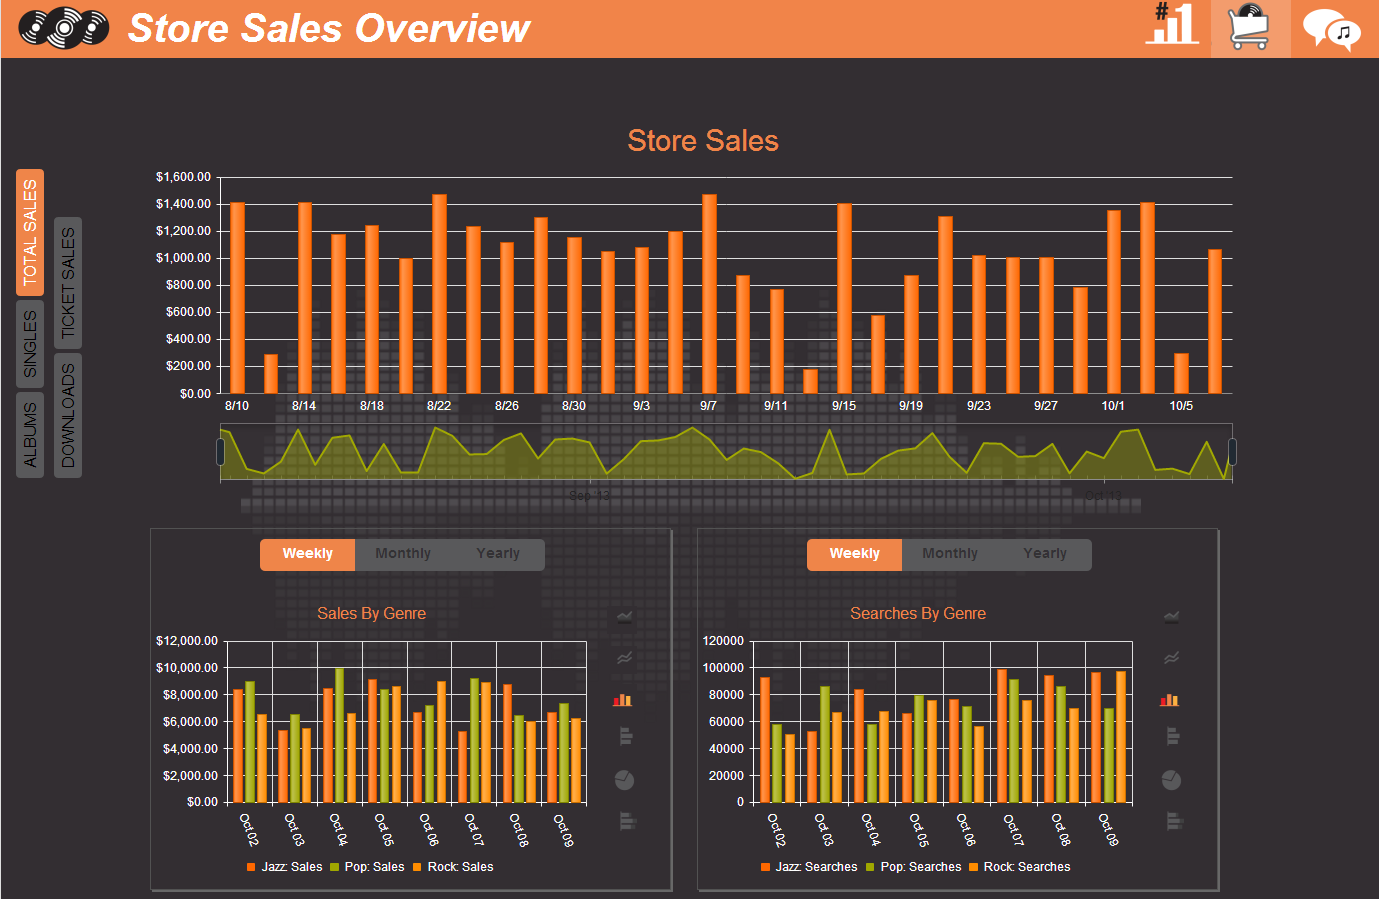 Store Sales Overview
#1
Store Sales
TOTAL SALES
SINGLES
ALBUMS
TICKET SALES
DOWNLOADS
$1,600.00
$1,400.00
$1,200.00
$1,000.00
$800.00
$600.00
$400.00
$200.00
$0.00
8/10 8/14 8/18 8/22 8/26 8/30 9/3 9/7 9/11 9/15 9/19 9/23 9/27 10/1 10/5
Sep '13 Oct '13
Weekly Monthly Yearly
Sales By Genre
$12,000.00
$10,000.00
$8,000.00
$6,000.00
$4,000.00
$2,000.00
$0.00
Oct 02 Oct 03 Oct 04 Oct 05 Oct 06 Oct 07 Oct 08 Oct 09
Jazz: Sales Pop: Sales Rock: Sales
Weekly Monthly Yearly
Searches By Genre
120000
100000
80000
60000
40000
20000
0
Oct 02 Oct 03 Oct 04 Oct 05 Oct 06 Oct 07 Oct 08 Oct 09
Jazz: Searches Pop: Searches Rock: Searches